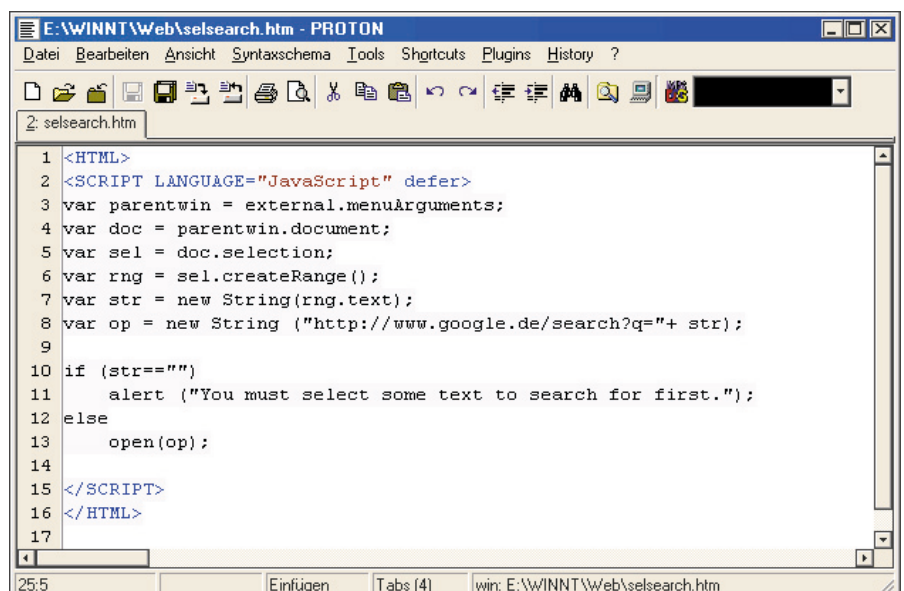 E:\WINNT\Web\selsearch.htm - PROTON
Datei Bearbeiten Ansicht Syntaxschema Tools Shortcuts Plugins History ?
2: selsearch.htm
1 <HTML>
2 <SCRIPT LANGUAGE="JavaScript" defer>
3 var parentwin = external.menuArguments;
4 var doc = parentwin.document;
5 var sel = doc.selection;
6 var rng = sel.createRange();
7 var str = new String(rng.text);
8 var op = new String ("http://www.google.de/search?q="+ str);
9
10 if (str=="")
11     alert ("You must select some text to search for first.");
12 else
13     open(op);
14
15 </SCRIPT>
16 </HTML>
17
25:5 Einfügen Tabs (4) win: E:\WINNT\Web\selsearch.htm